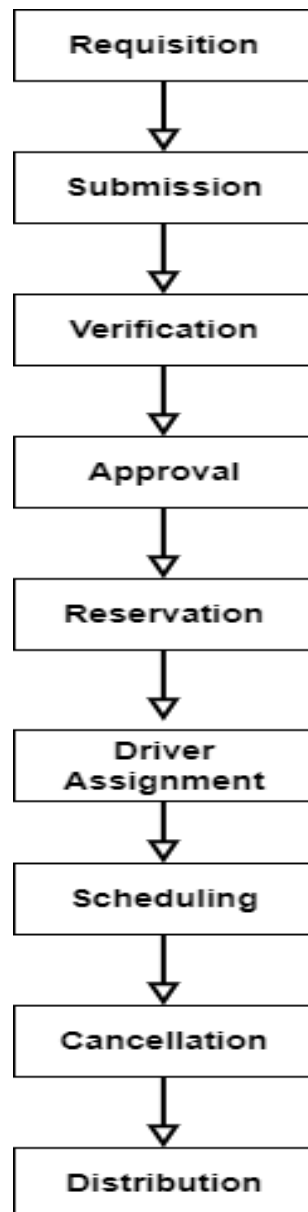 Requisition
Submission
Verification
Approval
Reservation
Driver
Assignment
Scheduling
Cancellation
Distribution